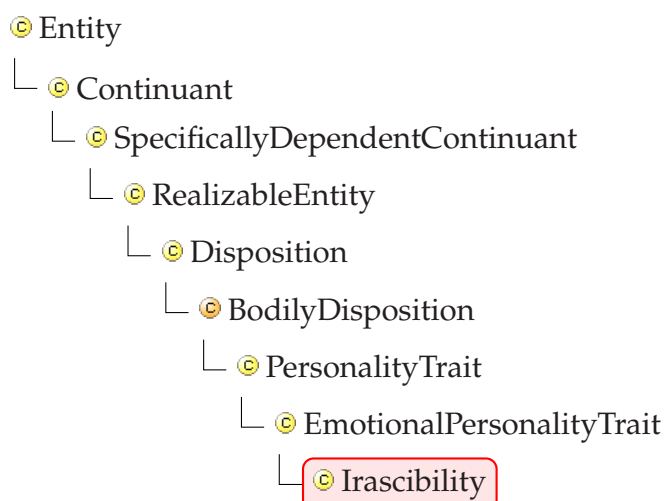 Entity
Continuant
SpecificallyDependentContinuant
RealizableEntity
Disposition
BodilyDisposition
PersonalityTrait
EmotionalPersonalityTrait
Irascibility